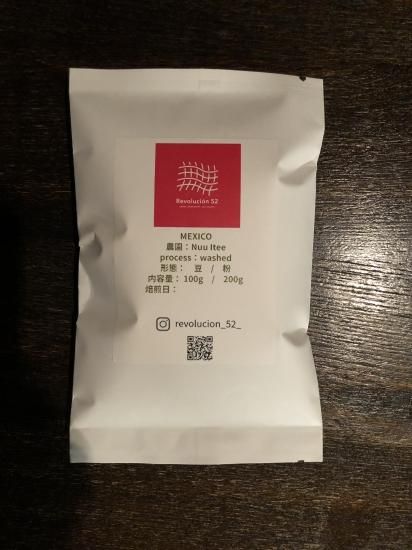 Revolución 52
MEXICO
農園：Nuu Itee
process：washed
形態：　豆　/　粉
内容量：100g　/　200g
焙煎日：
revolucion_52_